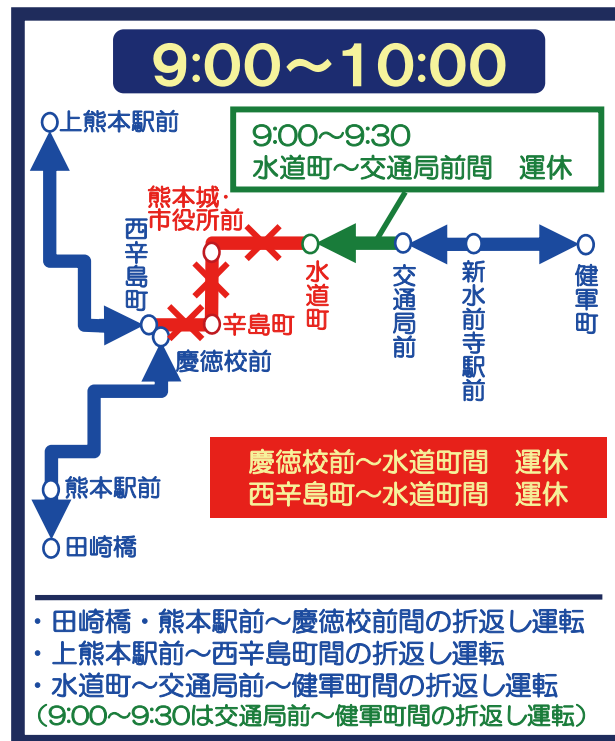 9:00～10:00
上熊本駅前
9:00～9:30
水道町～交通局前間　運休
熊本城・
市役所前
西辛島町
水道町
交通局前
新水前寺駅前
健軍町
辛島町
慶徳校前
慶徳校前～水道町間　運休
西辛島町～水道町間　運休
熊本駅前
田崎橋
・田崎橋・熊本駅前～慶徳校前間の折返し運転
・上熊本駅前～西辛島町間の折返し運転
・水道町～交通局前～健軍町間の折返し運転
（9:00～9:30は交通局前～健軍町間の折返し運転）